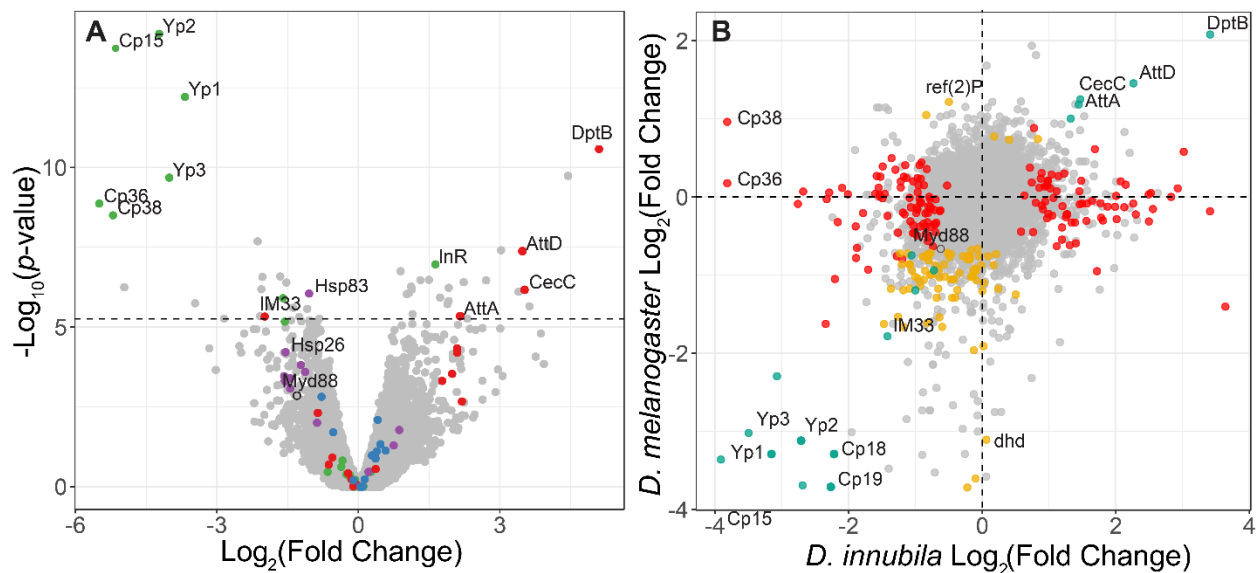 A
Yp2
Cp15
Yp1
DptB
Yp3
Cp36
Cp38
InR
AttD
Hsp83
CecC
IM33
AttA
Hsp26
Myd88
-Log10(p-value)
10
5
0
-6
-3
0
3
Log2(Fold Change)
B
DptB
ref(2)P
CecC
AttD
AttA
Cp38
Cp36
Myd88
IM33
Yp3
Yp2
Cp18
dhd
Yp1
Cp19
Cp15
D. melanogaster Log2(Fold Change)
2
0
-2
-4
-4
-2
0
2
4
D. innubila Log2(Fold Change)